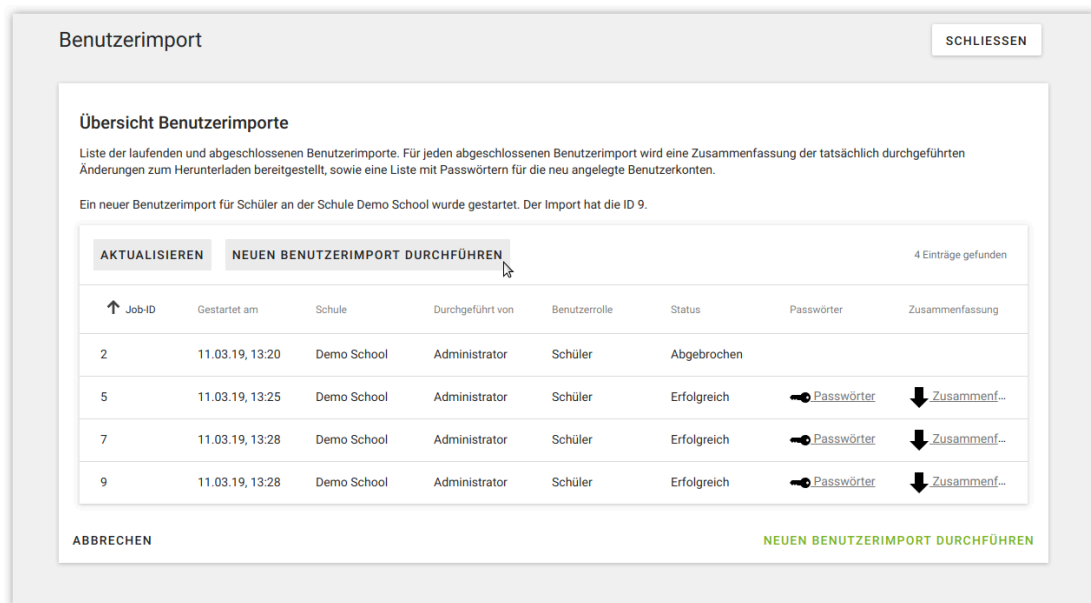 Benutzerimport
SCHLIESSEN
Übersicht Benutzerimporte
Liste der laufenden und abgeschlossenen Benutzerimporte. Für jeden abgeschlossenen Benutzerimport wird eine Zusammenfassung der tatsächlich durchgeführten
Änderungen zum Herunterladen bereitgestellt, sowie eine Liste mit Passwörtern für die neu angelegte Benutzerkonten.
Ein neuer Benutzerimport für Schüler an der Schule Demo School wurde gestartet. Der Import hat die ID 9.
AKTUALISIEREN NEUEN BENUTZERIMPORT DURCHFÜHREN 4 Einträge gefunden
Job-ID Gestartet am Schule Durchgeführt von Benutzerrolle Status Passwörter Zusammenfassung
2 11.03.19, 13:20 Demo School Administrator Schüler Abgebrochen
5 11.03.19, 13:25 Demo School Administrator Schüler Erfolgreich Passwörter Zusammenf...
7 11.03.19, 13:28 Demo School Administrator Schüler Erfolgreich Passwörter Zusammenf...
9 11.03.19, 13:28 Demo School Administrator Schüler Erfolgreich Passwörter Zusammenf...
ABBRECHEN NEUEN BENUTZERIMPORT DURCHFÜHREN